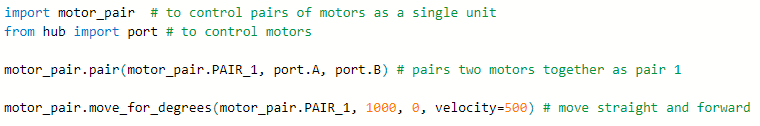 import motor_pair  # to control pairs of motors as a single unit
from hub import port # to control motors
motor_pair.pair(motor_pair.PAIR_1, port.A, port.B) # pairs two motors together as pair 1
motor_pair.move_for_degrees(motor_pair.PAIR_1, 1000, 0, velocity=500) # move straight and forward